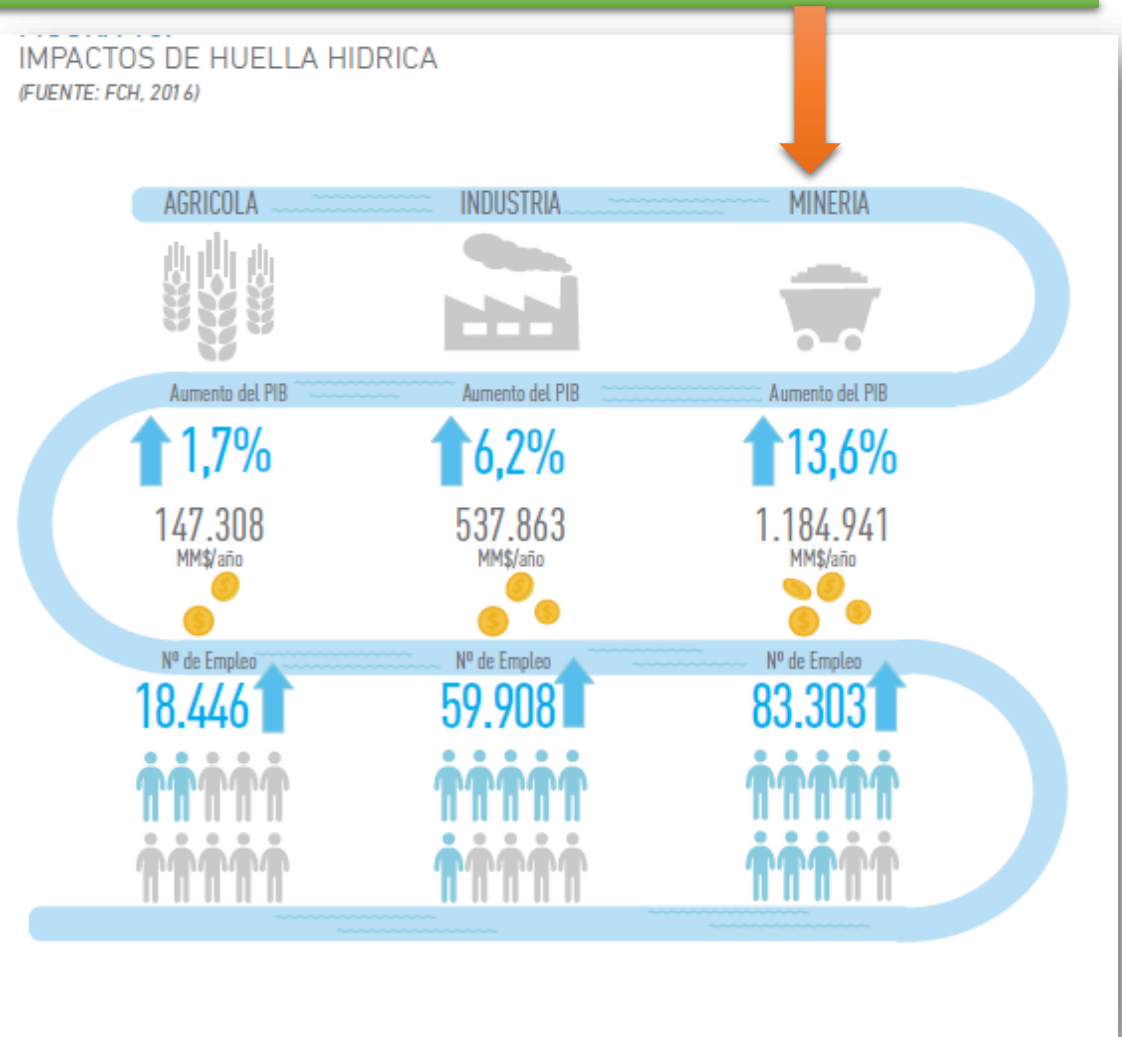 IMPACTOS DE HUELLA HIDRICA
(FUENTE: FCH, 2016)
AGRICOLA INDUSTRIA MINERIA
Aumento del PIB Aumento del PIB Aumento del PIB
1,7% 6,2% 13,6%
147.308 537.863 1.184.941
MM$/año MM$/año MM$/año
Nº de Empleo Nº de Empleo Nº de Empleo
18.446 59.908 83.303